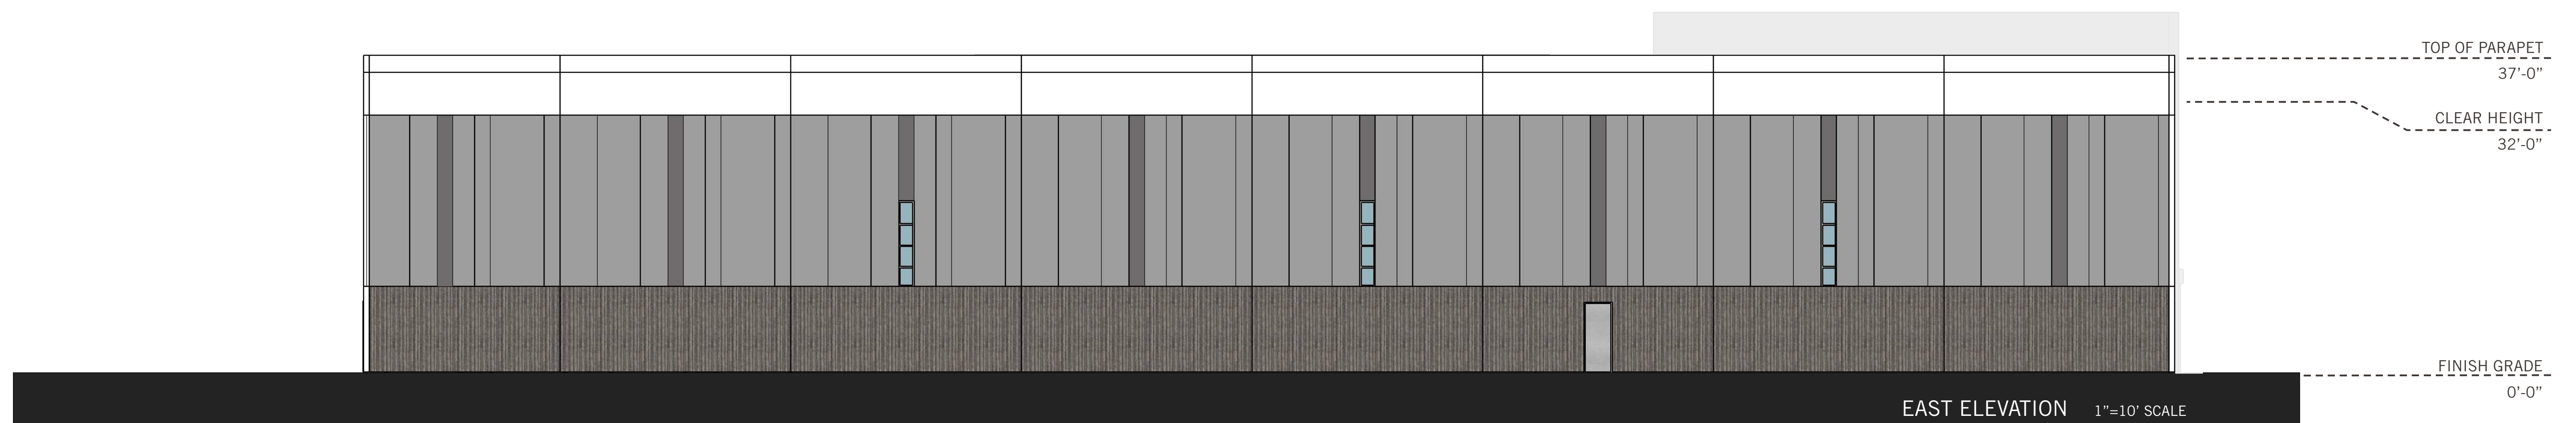 TOP OF PARAPET
37’-0”
CLEAR HEIGHT
32’-0”
FINISH GRADE
0’-0”
EAST ELEVATION 1”=10’ SCALE